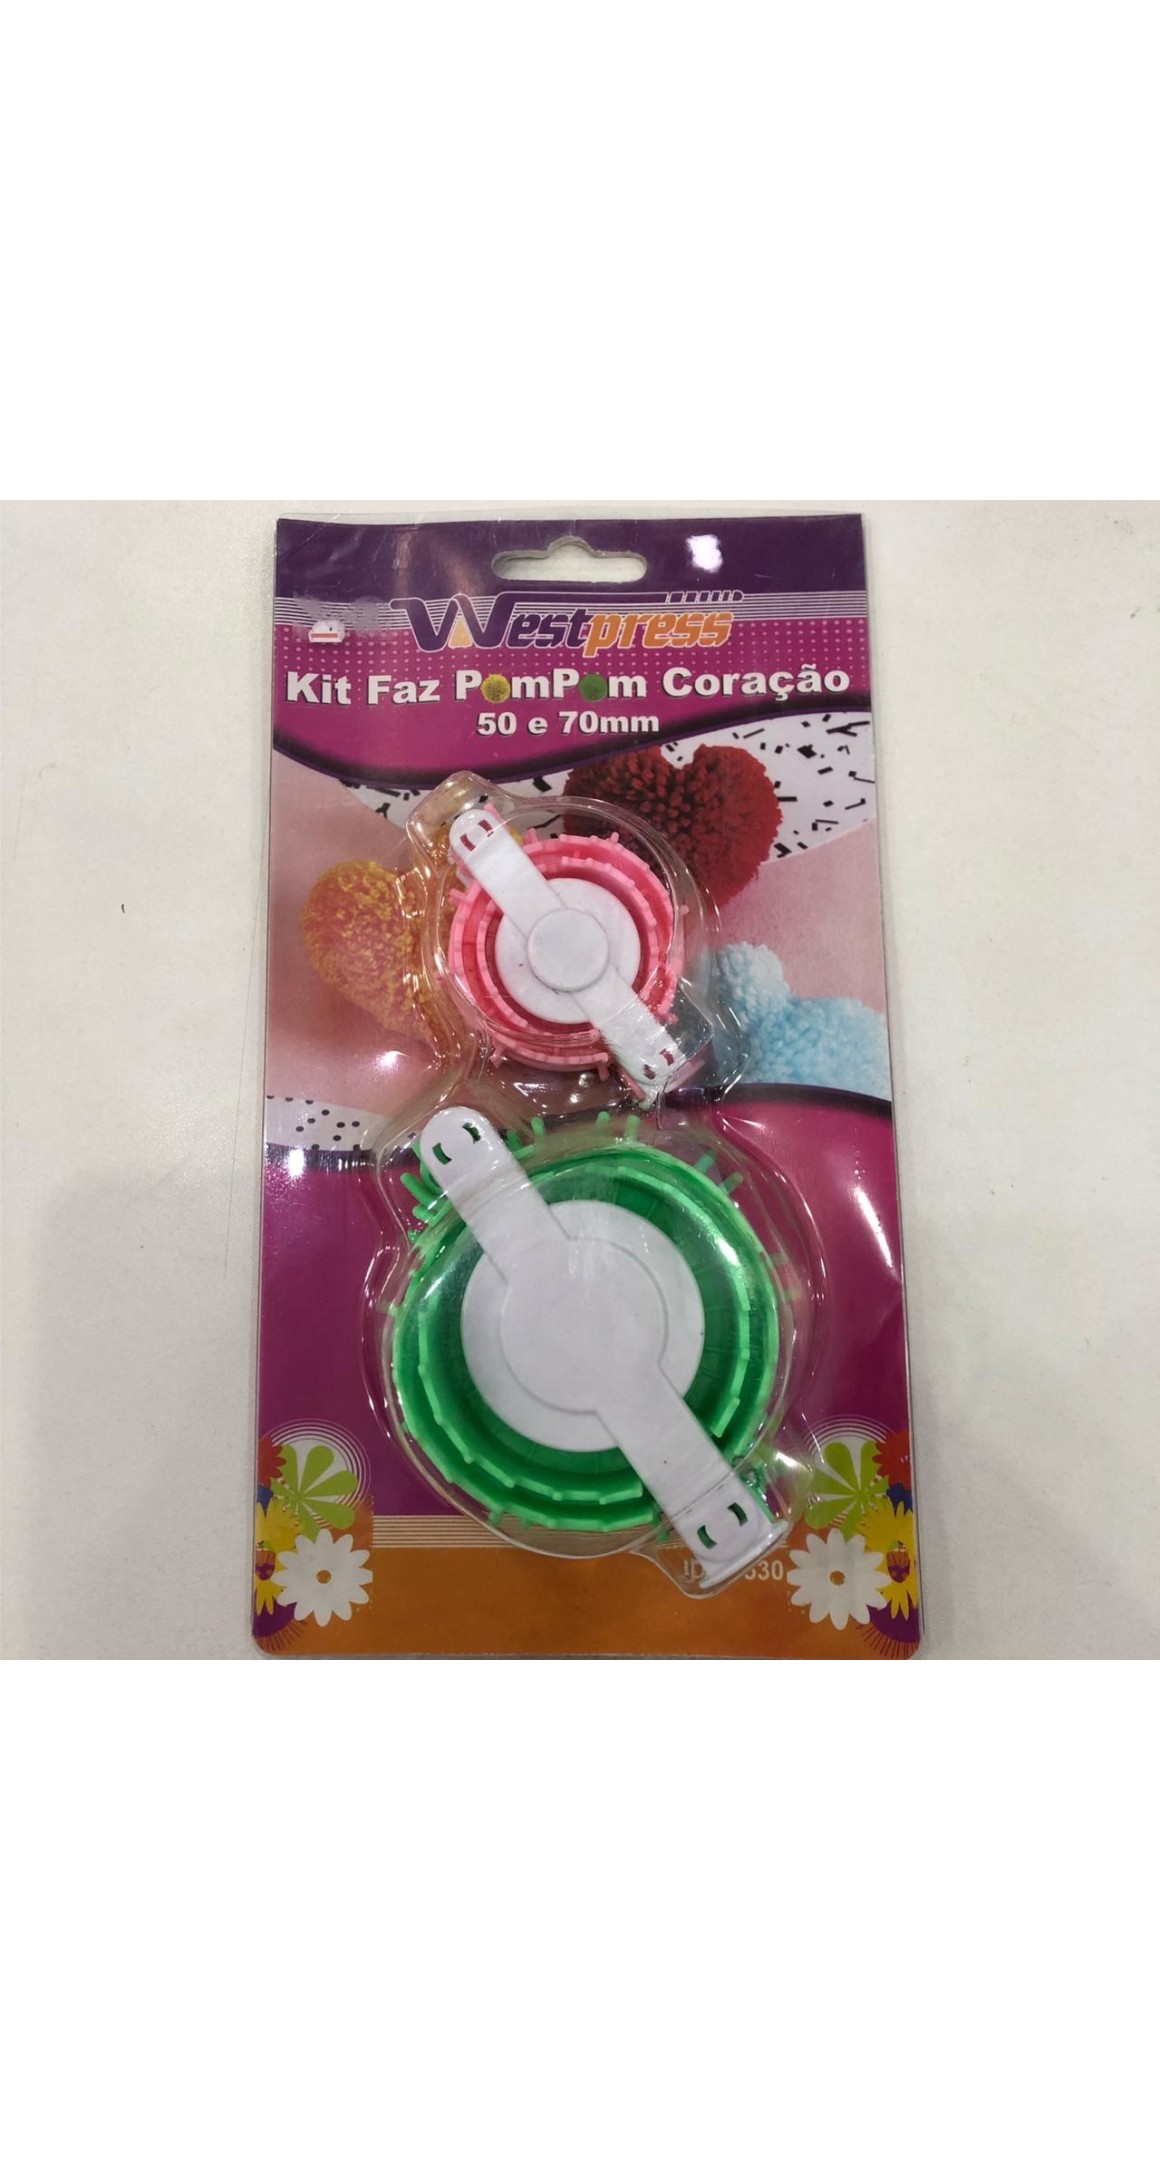 Westpress
Kit Faz PomPom Coração
50 e 70mm